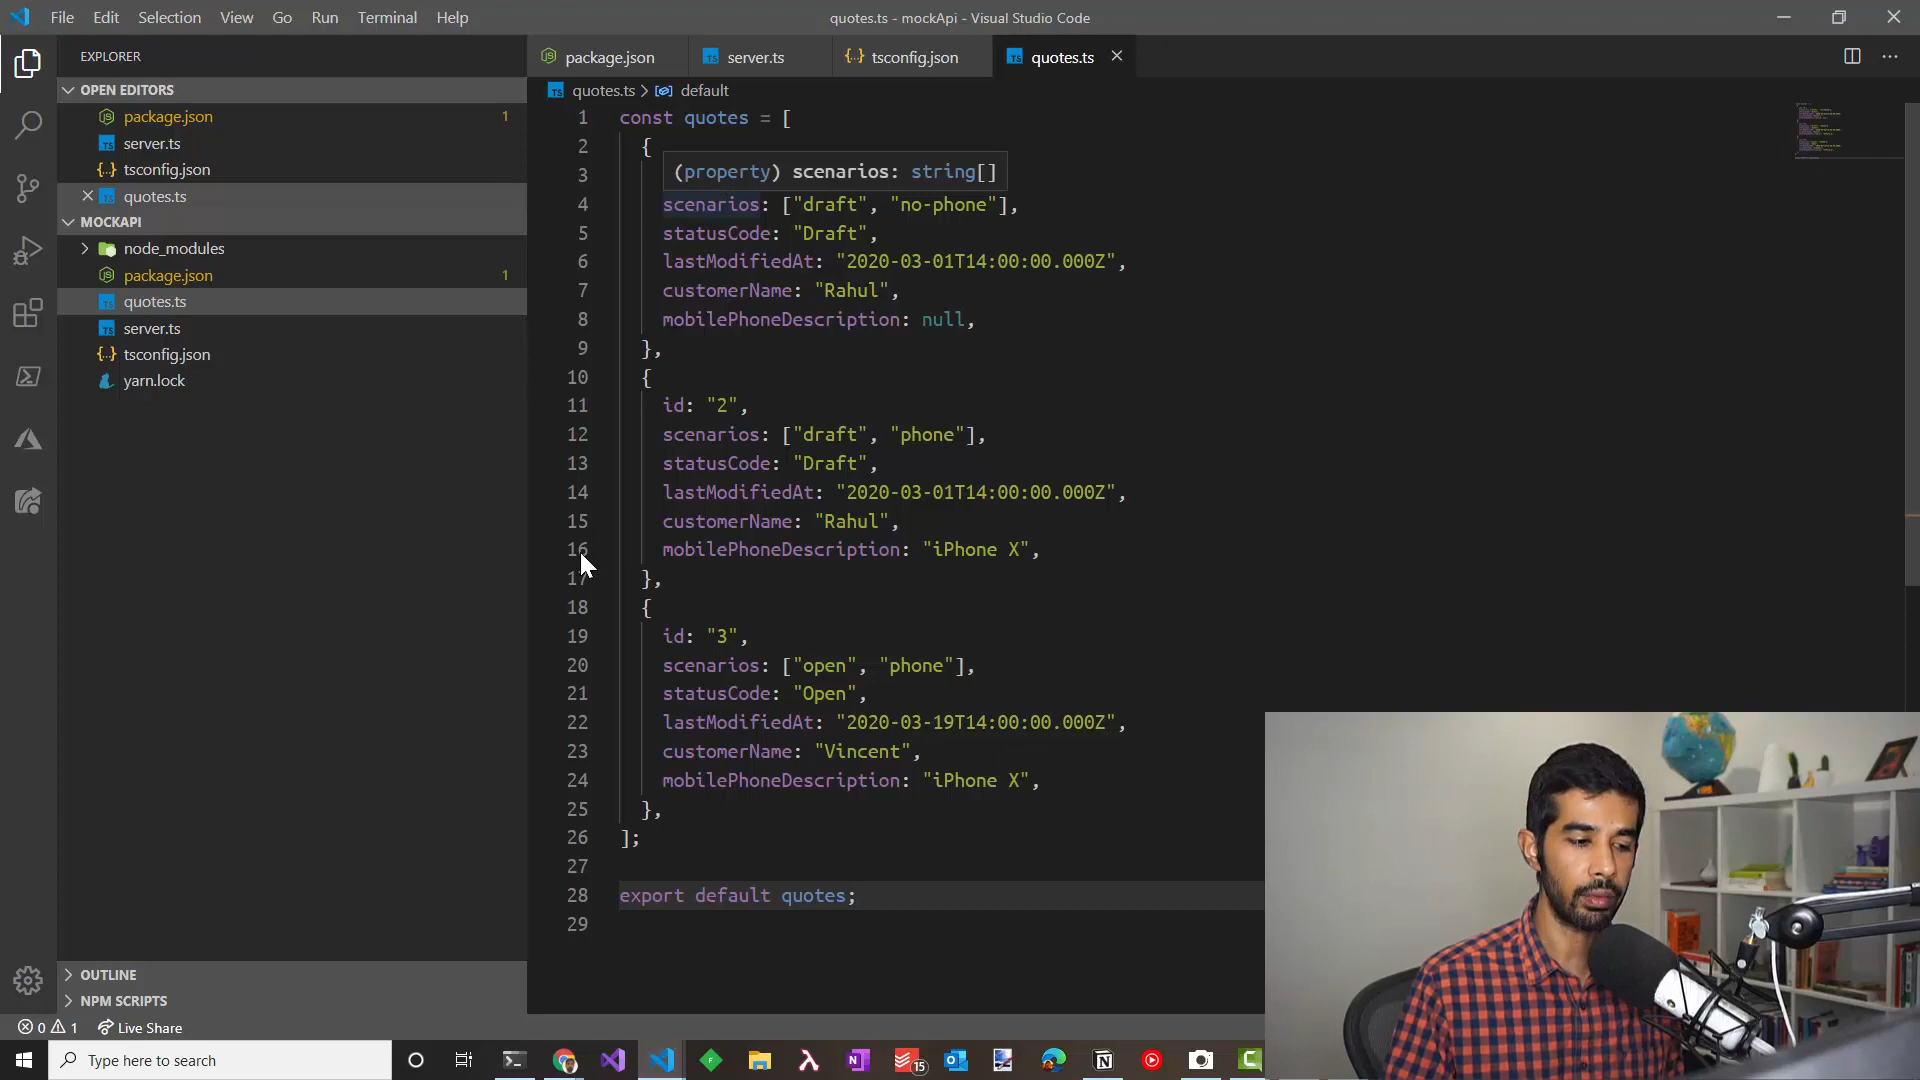 File Edit Selection View Go Run Terminal Help
quotes.ts - mockApi - Visual Studio Code
EXPLORER
OPEN EDITORS
package.json 1
server.ts
tsconfig.json
quotes.ts
MOCKAPI
node_modules
package.json 1
quotes.ts
server.ts
tsconfig.json
yarn.lock
OUTLINE
NPM SCRIPTS
package.json server.ts tsconfig.json quotes.ts
quotes.ts > default
1 const quotes = [
2 {
3 (property) scenarios: string[]
4 scenarios: ["draft", "no-phone"],
5 statusCode: "Draft",
6 lastModifiedAt: "2020-03-01T14:00:00.000Z",
7 customerName: "Rahul",
8 mobilePhoneDescription: null,
9 },
10 {
11 id: "2",
12 scenarios: ["draft", "phone"],
13 statusCode: "Draft",
14 lastModifiedAt: "2020-03-01T14:00:00.000Z",
15 customerName: "Rahul",
16 mobilePhoneDescription: "iPhone X",
17 },
18 {
19 id: "3",
20 scenarios: ["open", "phone"],
21 statusCode: "Open",
22 lastModifiedAt: "2020-03-19T14:00:00.000Z",
23 customerName: "Vincent",
24 mobilePhoneDescription: "iPhone X",
25 },
26 ];
27
28 export default quotes;
29
0 1 Live Share
Type here to search
15